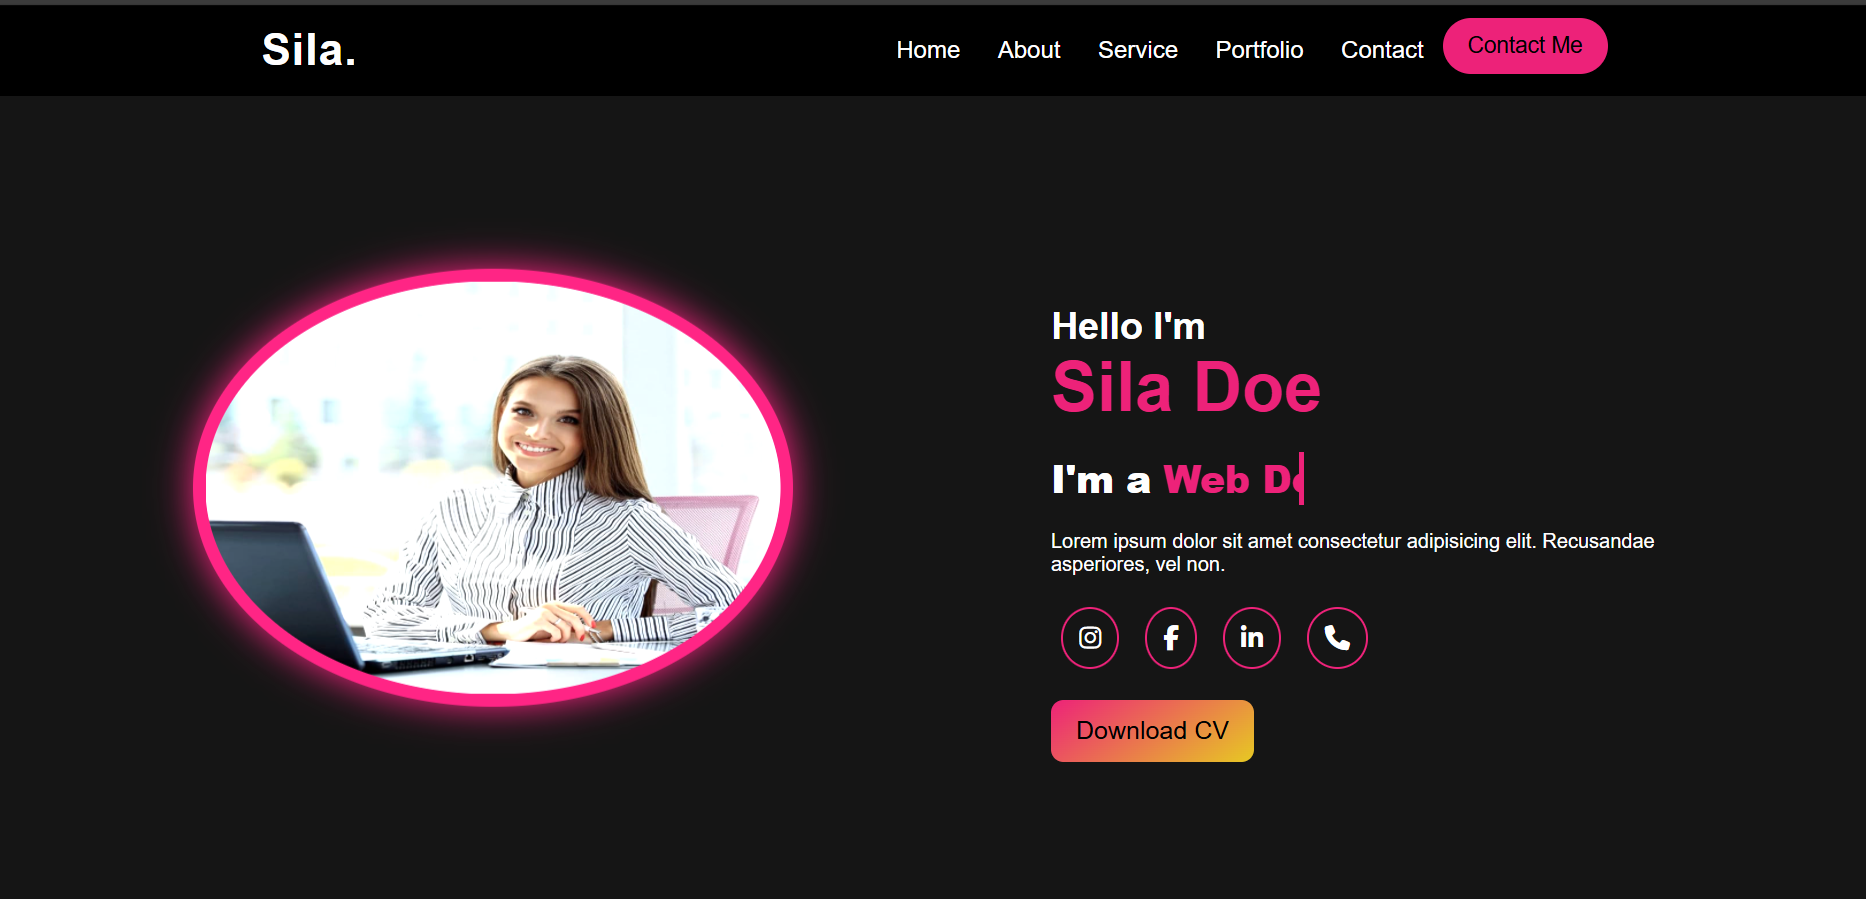 Sila.
Home About Service Portfolio Contact Contact Me
Hello I'm
Sila Doe
I'm a Web D
Lorem ipsum dolor sit amet consectetur adipisicing elit. Recusandae
asperiores, vel non.
Download CV